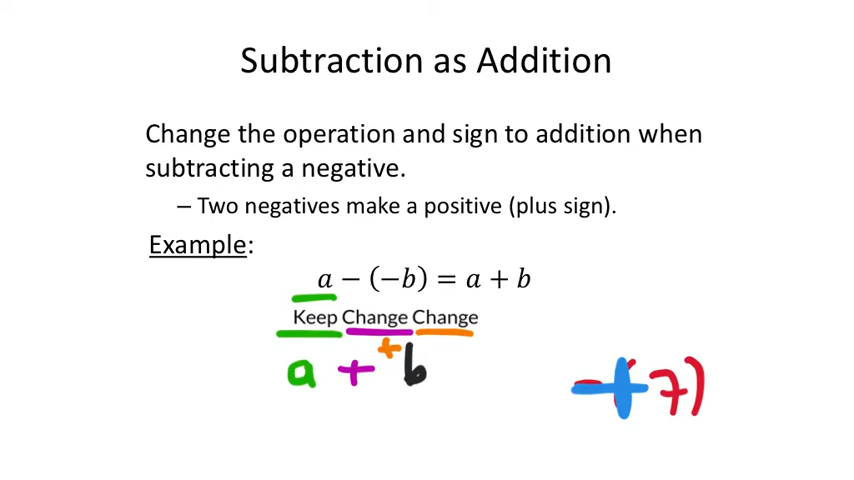 Subtraction as Addition
Change the operation and sign to addition when
subtracting a negative.
– Two negatives make a positive (plus sign).
Example:
a − (−b) = a + b
Keep Change Change
a + +b
−(+7)